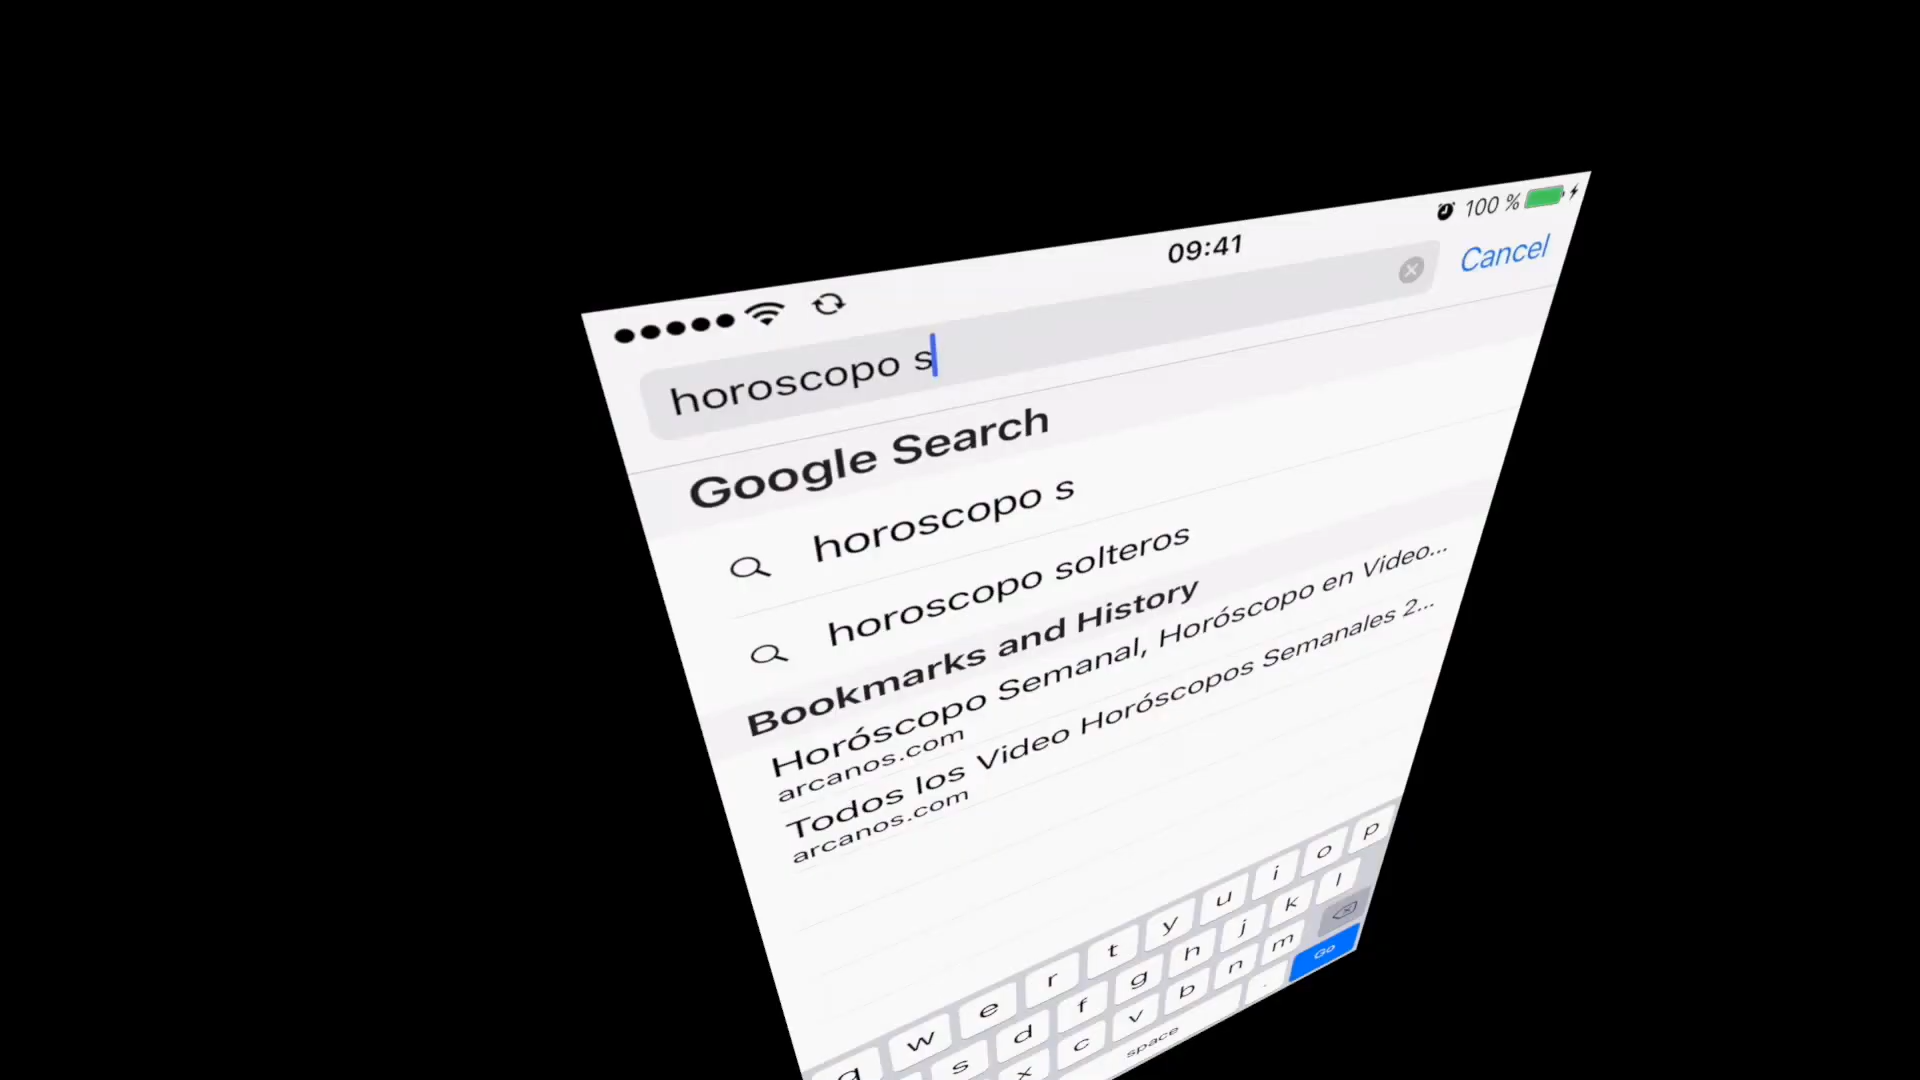 09:41
100 %
horoscopo s
Cancel
Google Search
horoscopo s
horoscopo solteros
Bookmarks and History
Horóscopo Semanal, Horóscopo en Video...
arcanos.com
Todos los Video Horóscopos Semanales 2...
arcanos.com
q w e r t y u i o p
s d f g h j k l
x c v b n m
space . Go